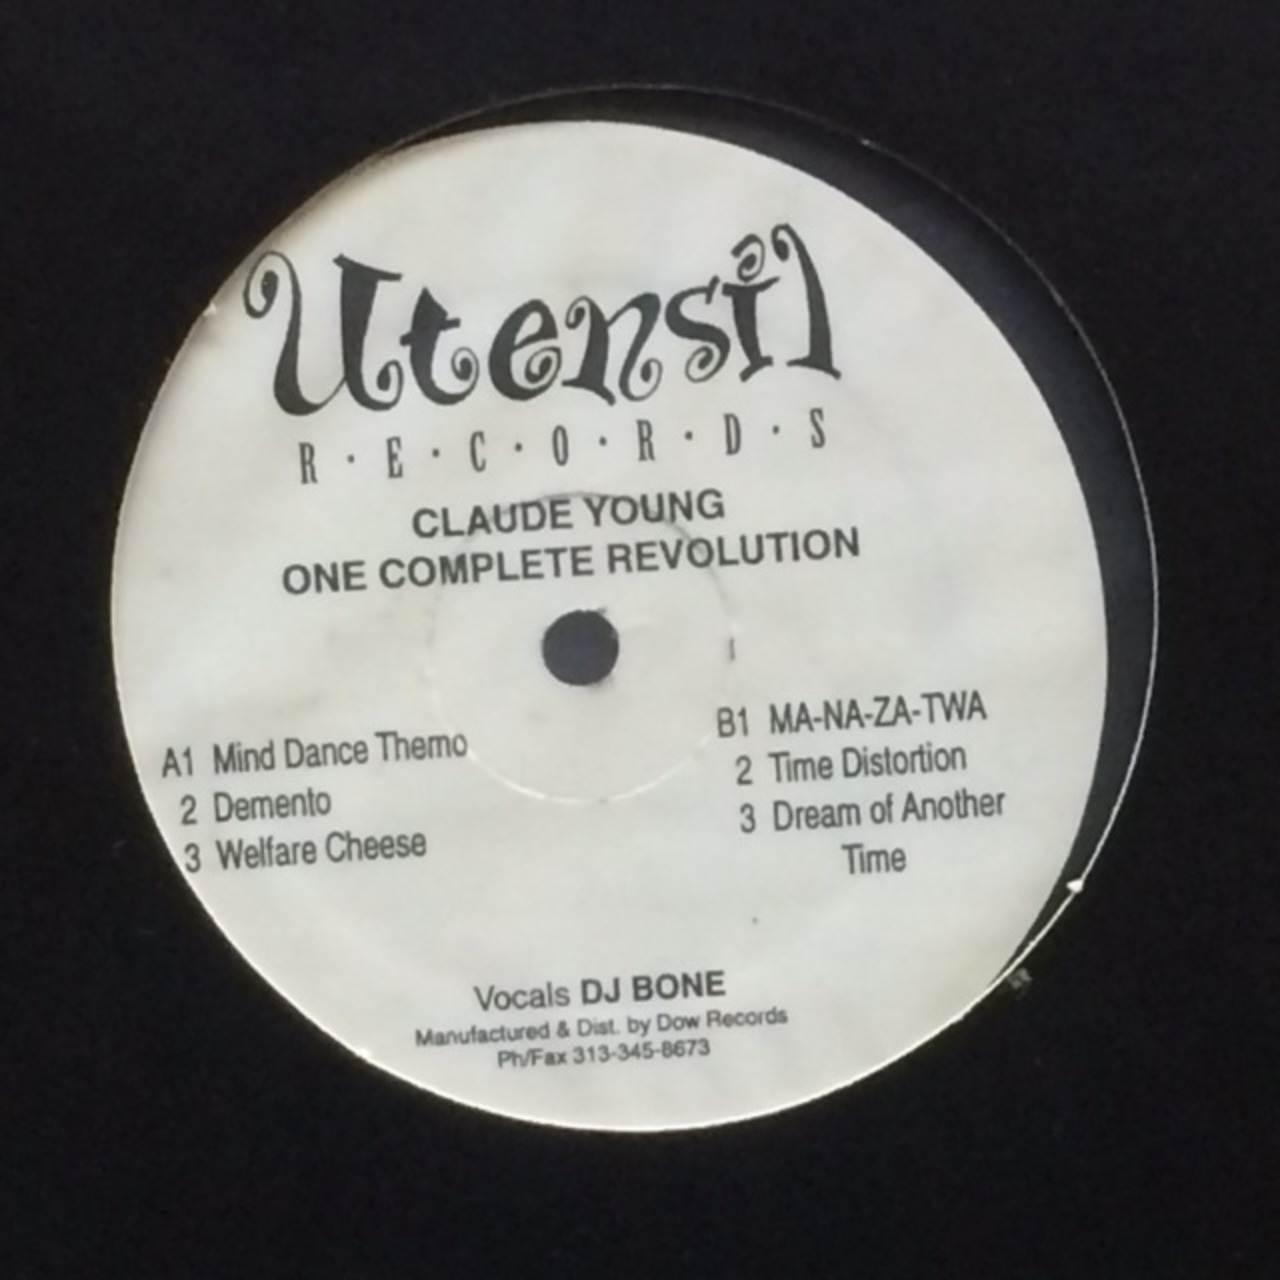 Utensil
R·E·C·O·R·D·S
CLAUDE YOUNG
ONE COMPLETE REVOLUTION
A1 Mind Dance Themo
2 Demento
3 Welfare Cheese
B1 MA-NA-ZA-TWA
2 Time Distortion
3 Dream of Another
Time
Vocals DJ BONE
Manufactured & Dist. by Dow Records
Ph/Fax 313-345-8673